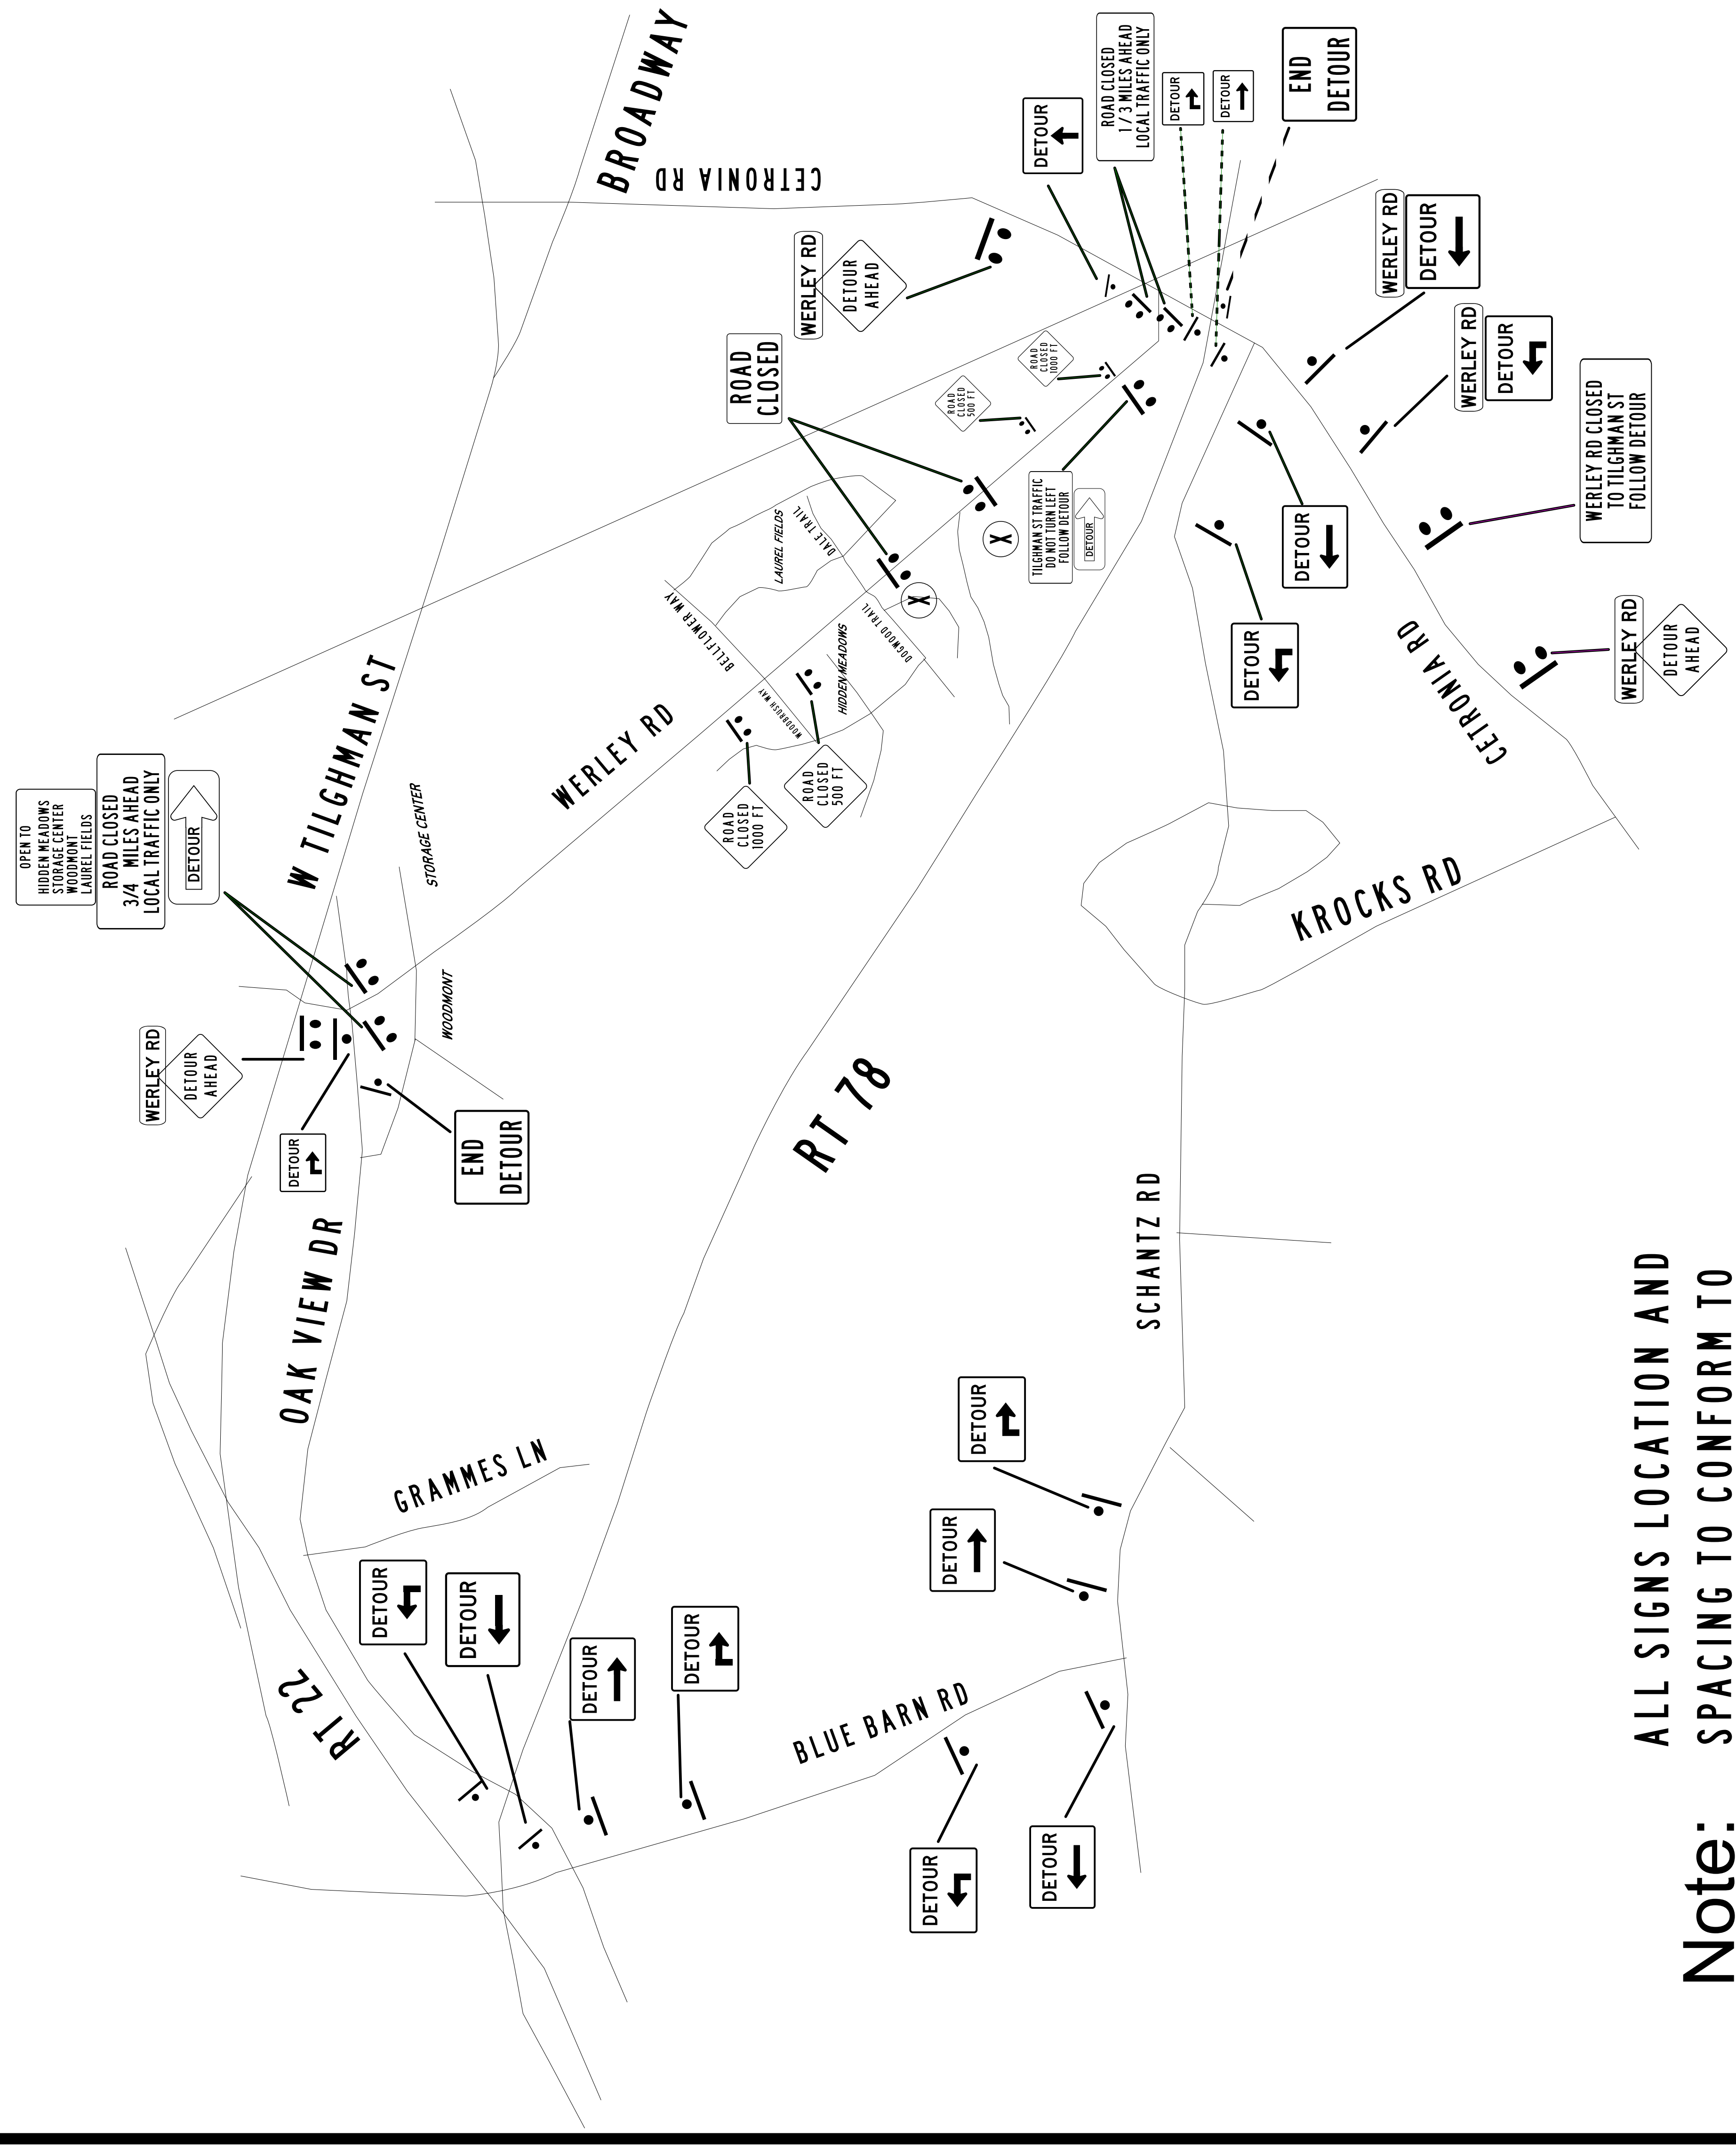 BROADWAY
CETRONIA RD
DETOUR
ROAD CLOSED
1 / 3 MILES AHEAD
LOCAL TRAFFIC ONLY
DETOUR
DETOUR
END
DETOUR
WERLEY RD
DETOUR
AHEAD
ROAD
CLOSED
ROAD
CLOSED
1000 FT
ROAD
CLOSED
500 FT
WERLEY RD
DETOUR
WERLEY RD
DETOUR
WERLEY RD CLOSED
TO TILGHMAN ST
FOLLOW DETOUR
TILGHMAN ST TRAFFIC
DO NOT TURN LEFT
FOLLOW DETOUR
DETOUR
X
X
LAUREL FIELDS
DALE TRAIL
BELLFLOWER WAY
DOGWOOD TRAIL
HIDDEN MEADOWS
WOODBRUSH WAY
DETOUR
DETOUR
WERLEY RD
DETOUR
AHEAD
CETRONIA RD
W TILGHMAN ST
WERLEY RD
ROAD
CLOSED
500 FT
ROAD
CLOSED
1000 FT
OPEN TO
HIDDEN MEADOWS
STORAGE CENTER
WOODMONT
LAUREL FIELDS
ROAD CLOSED
3/4 MILES AHEAD
LOCAL TRAFFIC ONLY
DETOUR
STORAGE CENTER
WOODMONT
KROCKS RD
WERLEY RD
DETOUR
AHEAD
DETOUR
END
DETOUR
RT 78
SCHANTZ RD
OAK VIEW DR
GRAMMES LN
DETOUR
DETOUR
DETOUR
DETOUR
DETOUR
DETOUR
RT 22
BLUE BARN RD
DETOUR
DETOUR
Note:
ALL SIGNS LOCATION AND
SPACING TO CONFORM TO